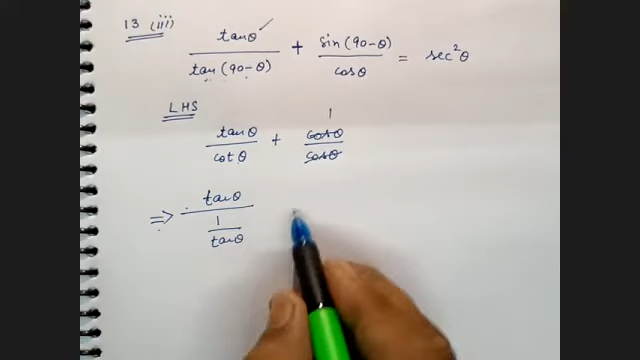 13 (iii)
tanθ / tan (90-θ) + sin (90-θ) / cosθ = sec²θ
LHS
1
tanθ / cotθ + cosθ / cosθ
=> tanθ / (1 / tanθ)